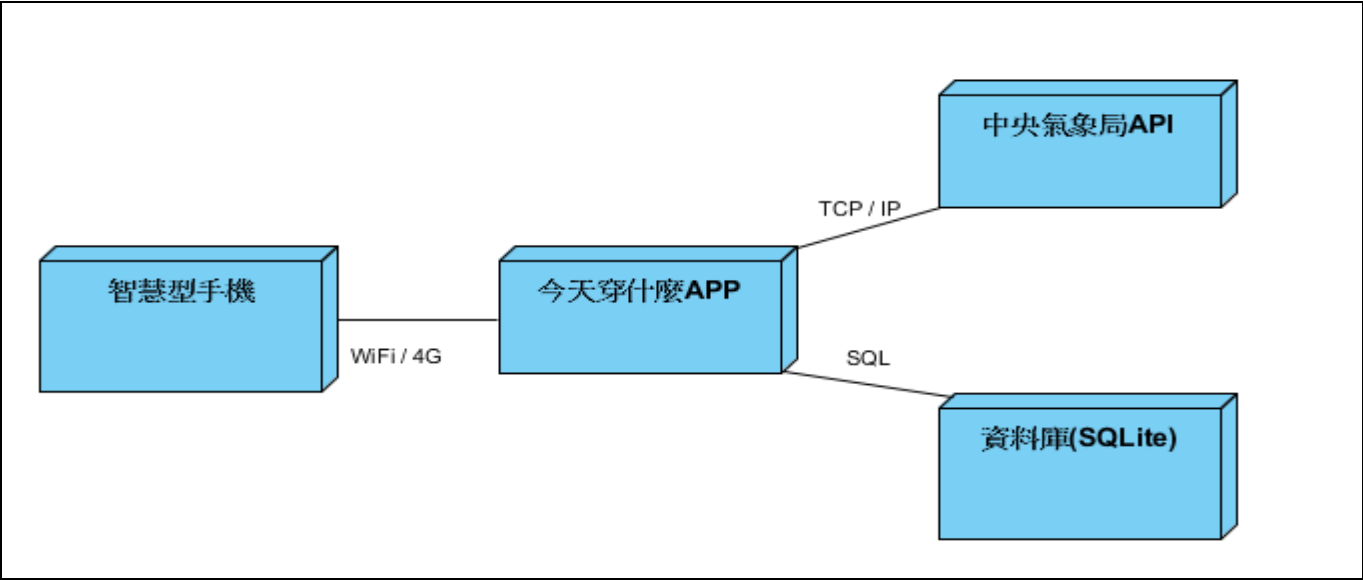 中央氣象局API
TCP / IP
智慧型手機
今天穿什麼APP
WiFi / 4G
SQL
資料庫(SQLite)